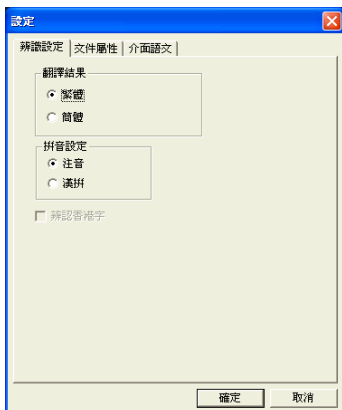 設定
辨識設定 文件屬性 介面語文
翻譯結果
繁體
簡體
拼音設定
注音
漢拼
辨認香港字
確定 取消